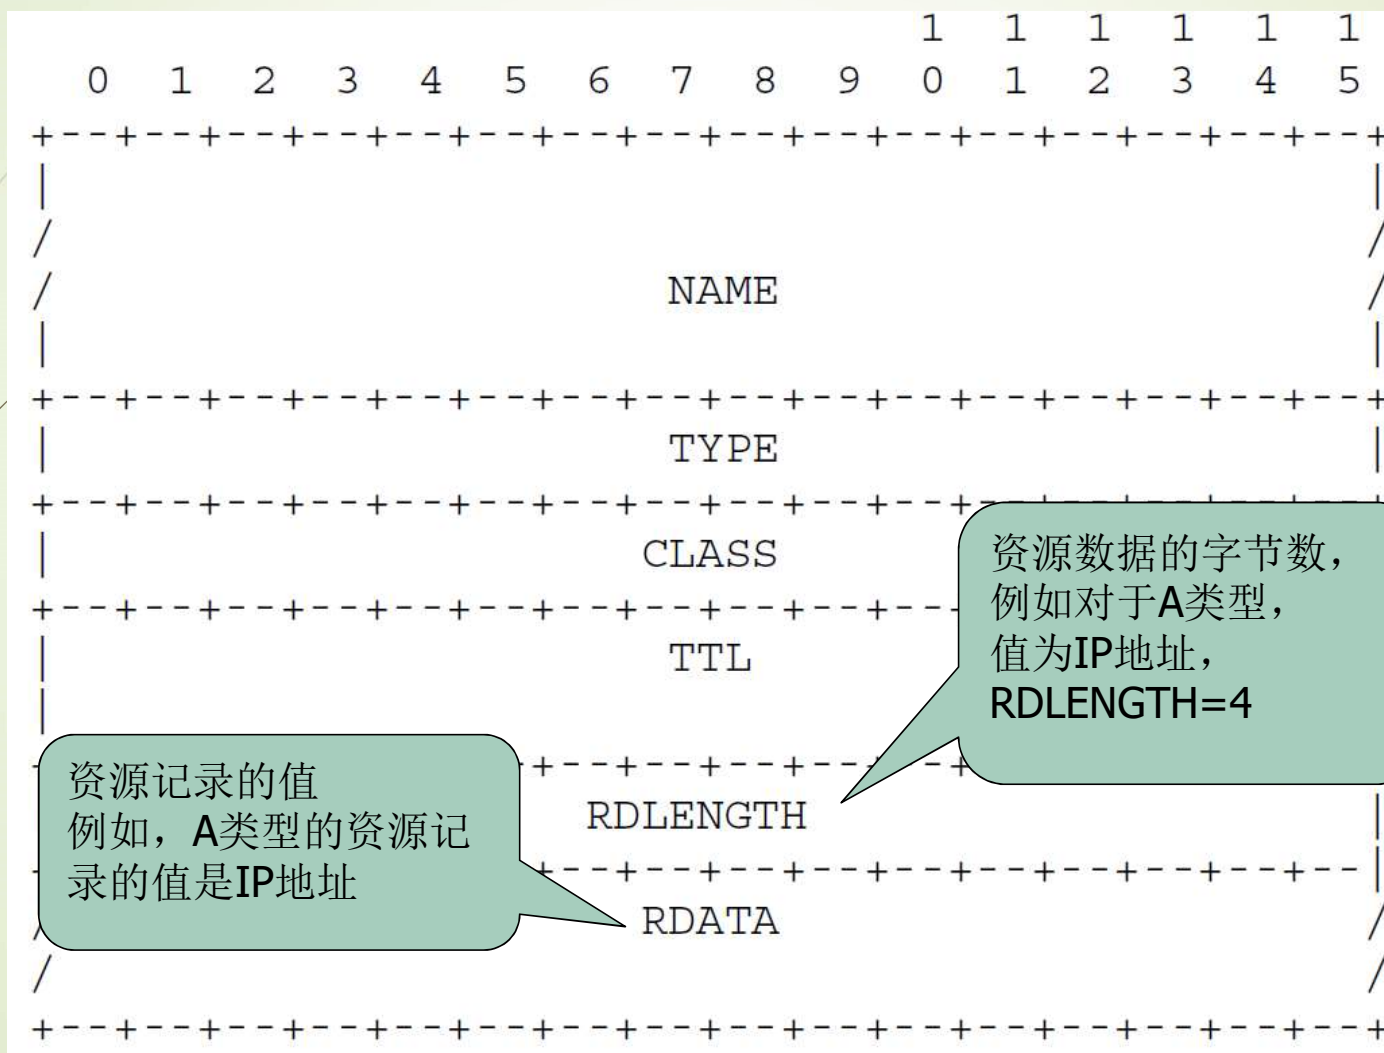 1 1 1 1 1 1
0 1 2 3 4 5 6 7 8 9 0 1 2 3 4 5
+--+--+--+--+--+--+--+--+--+--+--+--+--+--+--+--+
| |
/ /
/ NAME /
| |
+--+--+--+--+--+--+--+--+--+--+--+--+--+--+--+--+
| TYPE |
+--+--+--+--+--+--+--+--+--+--+--+--+--+--+--+--+
| CLASS
+--+--+--+--+--+--+--+--+--+--+--
| TTL
|
资源数据的字节数，
例如对于A类型，
值为IP地址，
RDLENGTH=4
+--+--+--+--+--+
RDLENGTH |
资源记录的值
例如，A类型的资源记
录的值是IP地址
+--+--+--+--+--+--+--+--+--+--|
/ RDATA /
/ /
+--+--+--+--+--+--+--+--+--+--+--+--+--+--+--+--+